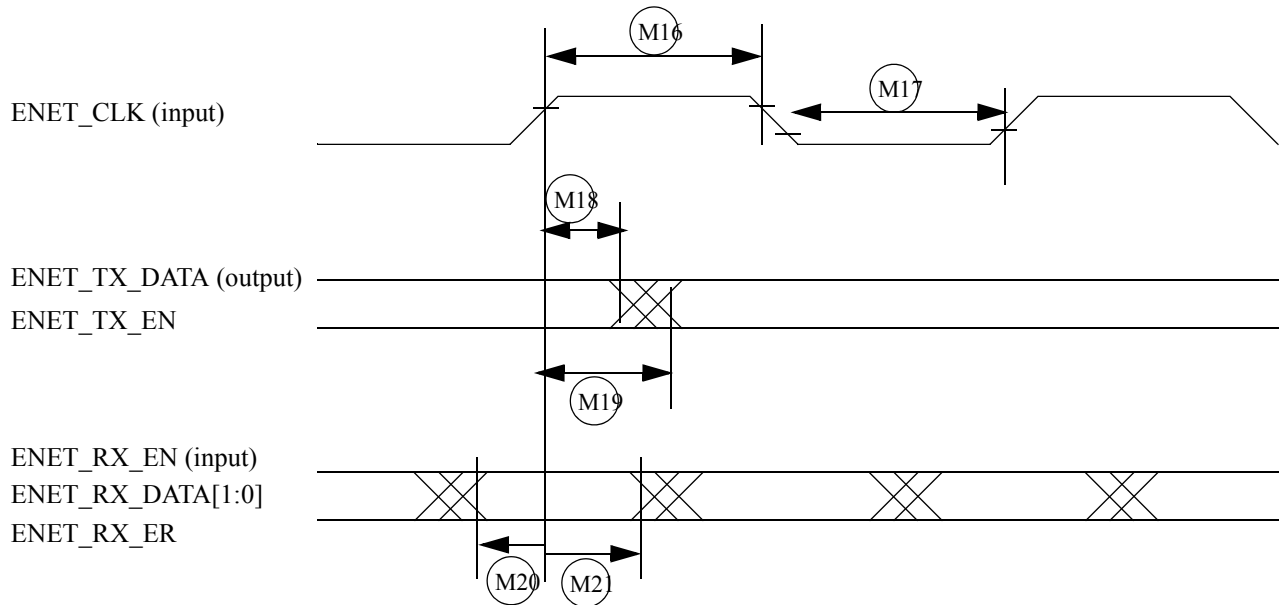 M16
ENET_CLK (input)
M17
M18
ENET_TX_DATA (output)
ENET_TX_EN
M19
ENET_RX_EN (input)
ENET_RX_DATA[1:0]
ENET_RX_ER
M20
M21